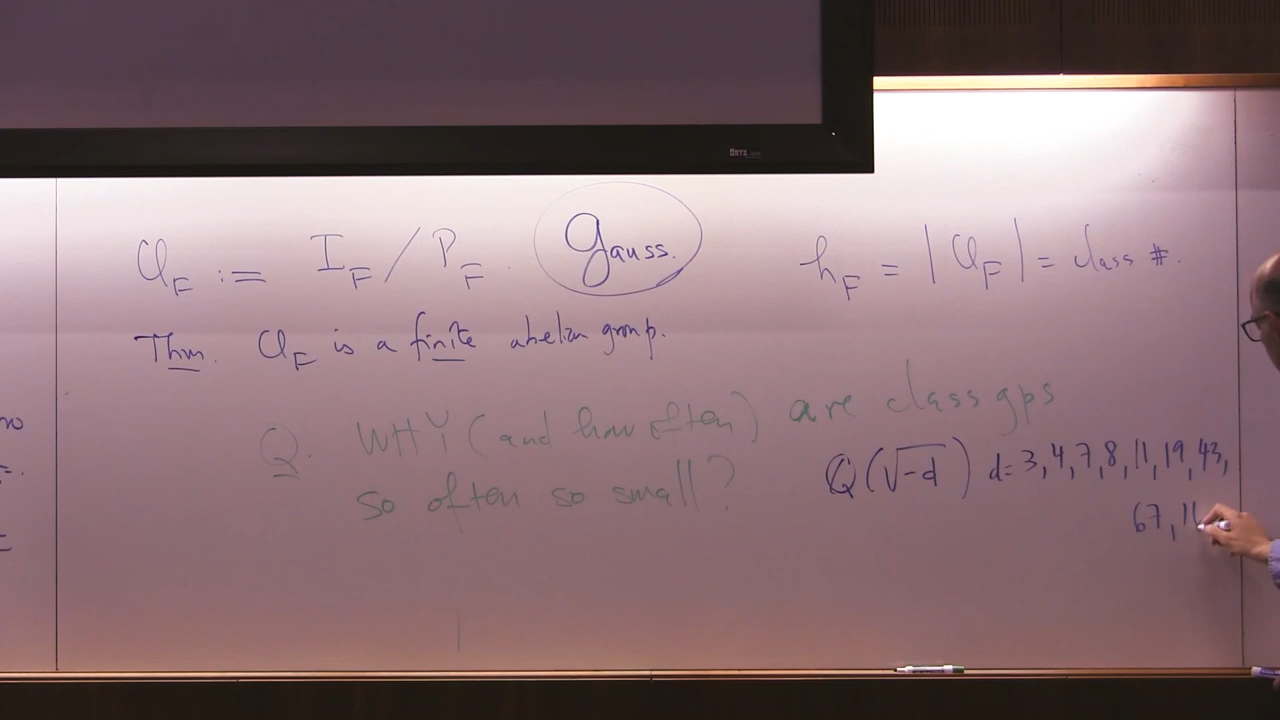 Cl_F := I_F / P_F . Gauss. h_F = |Cl_F| = class #.
Thm. Cl_F is a finite abelian group.
Q. WHY (and how often) are class gps
so often so small?
Q(√-d) d=3,4,7,8,11,19,43,
67,1